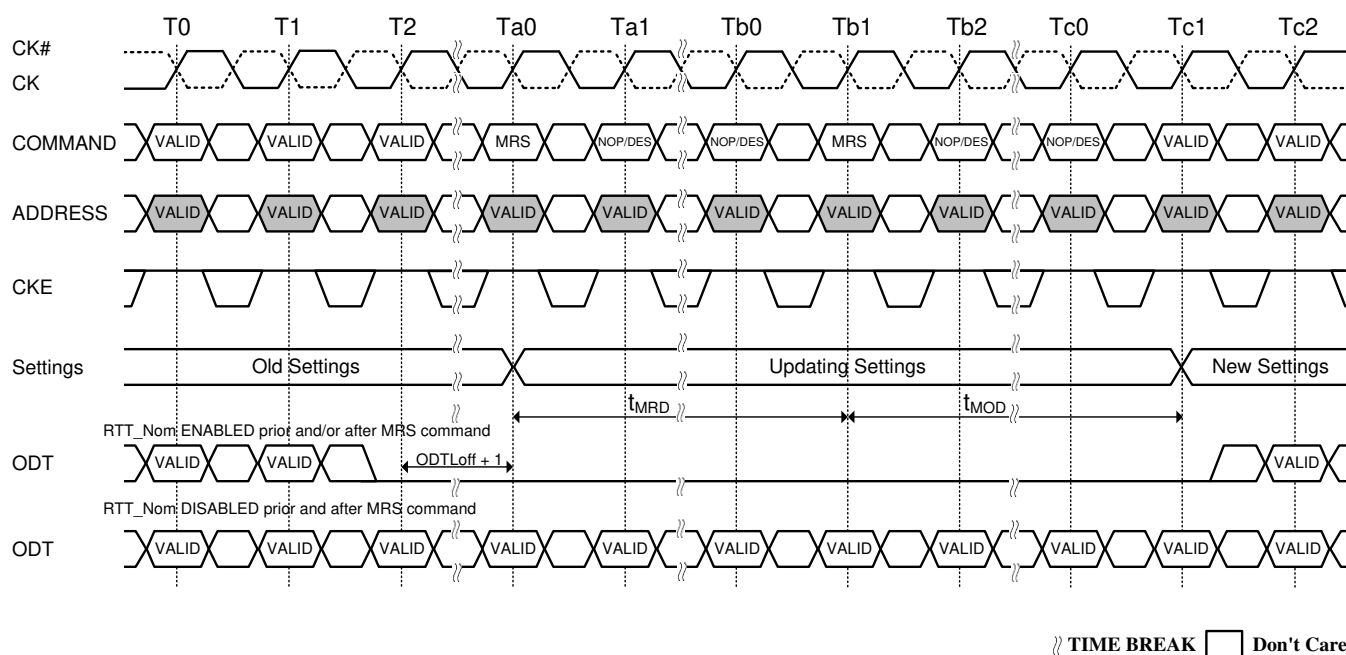 T0 T1 T2 Ta0 Ta1 Tb0 Tb1 Tb2 Tc0 Tc1 Tc2
CK#
CK
COMMAND VALID VALID VALID MRS NOP/DES NOP/DES MRS NOP/DES NOP/DES VALID VALID
ADDRESS VALID VALID VALID VALID VALID VALID VALID VALID VALID VALID VALID
CKE
Settings Old Settings Updating Settings New Settings
tMRD tMOD
RTT_Nom ENABLED prior and/or after MRS command
ODT VALID VALID ODTLoff + 1 VALID
RTT_Nom DISABLED prior and after MRS command
ODT VALID VALID VALID VALID VALID VALID VALID VALID VALID VALID VALID
TIME BREAK Don't Care